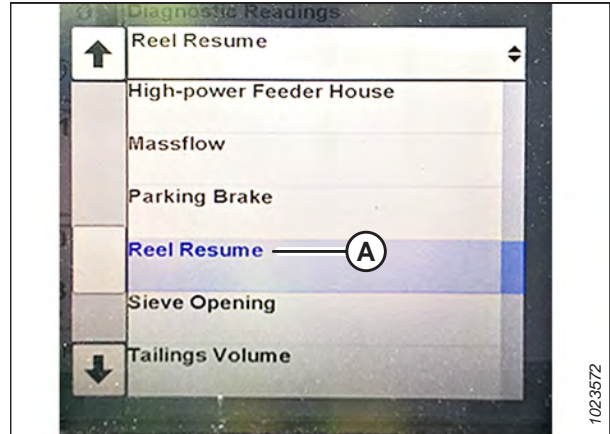 Diagnostic Readings
Reel Resume
High-power Feeder House
Massflow
Parking Brake
Reel Resume
A
Sieve Opening
Tailings Volume
1023572